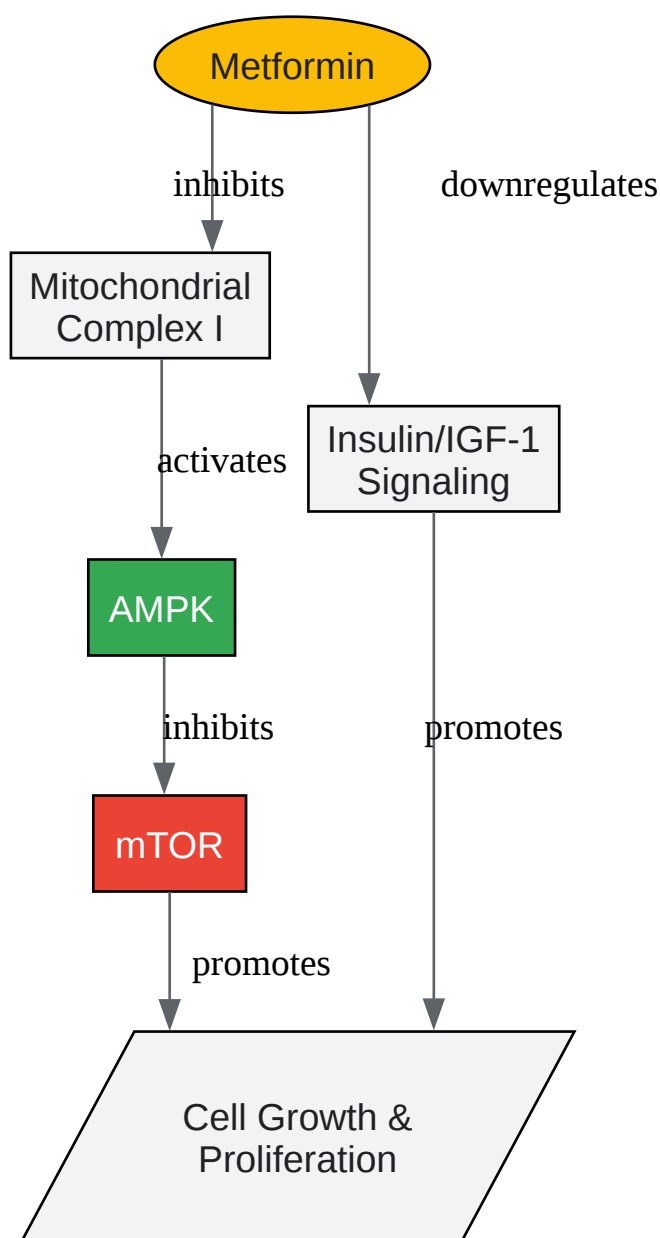 Metformin
inhibits
downregulates
Mitochondrial
Complex I
Insulin/IGF-1
Signaling
activates
AMPK
inhibits
promotes
mTOR
promotes
Cell Growth &
Proliferation